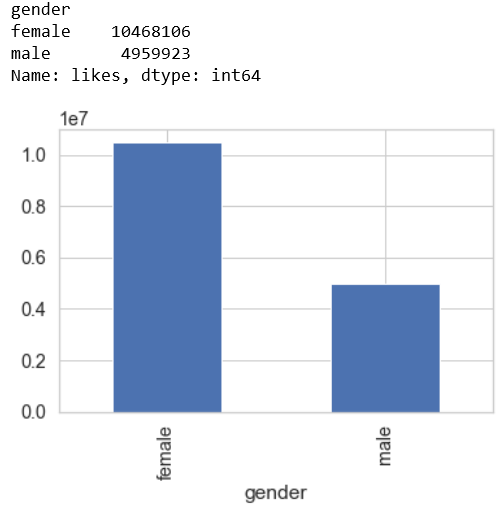 gender
female    10468106
male       4959923
Name: likes, dtype: int64
1e7
1.0
0.8
0.6
0.4
0.2
0.0
female
male
gender